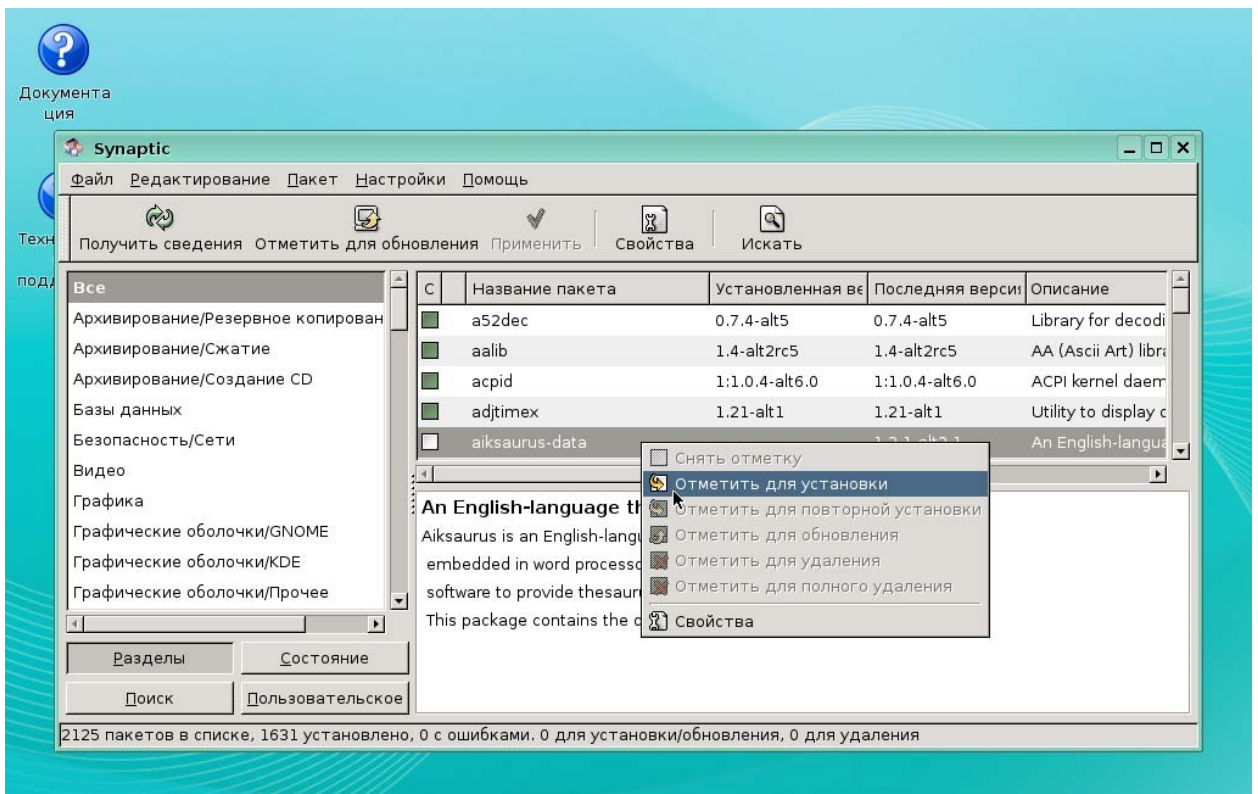 Документа
ция
Техн
Synaptic
Файл Редактирование Пакет Настройки Помощь
Получить сведения Отметить для обновления Применить Свойства Искать
Все
Архивирование/Резервное копирован
Архивирование/Сжатие
Архивирование/Создание CD
Базы данных
Безопасность/Сети
Видео
Графика
Графические оболочки/GNOME
Графические оболочки/KDE
Графические оболочки/Прочее
Разделы Состояние
Поиск Пользовательское
С Название пакета Установленная ве Последняя верси Описание
a52dec 0.7.4-alt5 0.7.4-alt5 Library for decodi
aalib 1.4-alt2rc5 1.4-alt2rc5 AA (Ascii Art) libra
acpid 1:1.0.4-alt6.0 1:1.0.4-alt6.0 ACPI kernel daem
adjtimex 1.21-alt1 1.21-alt1 Utility to display
aiksaurus-data An English-langua
Снять отметку
Отметить для установки
Отметить для повторной установки
Отметить для обновления
Отметить для удаления
Отметить для полного удаления
Свойства
An English-language
Aiksaurus is an English-langu
embedded in word processo
software to provide thesaur
This package contains the
2125 пакетов в списке, 1631 установлено, 0 с ошибками. 0 для установки/обновления, 0 для удаления